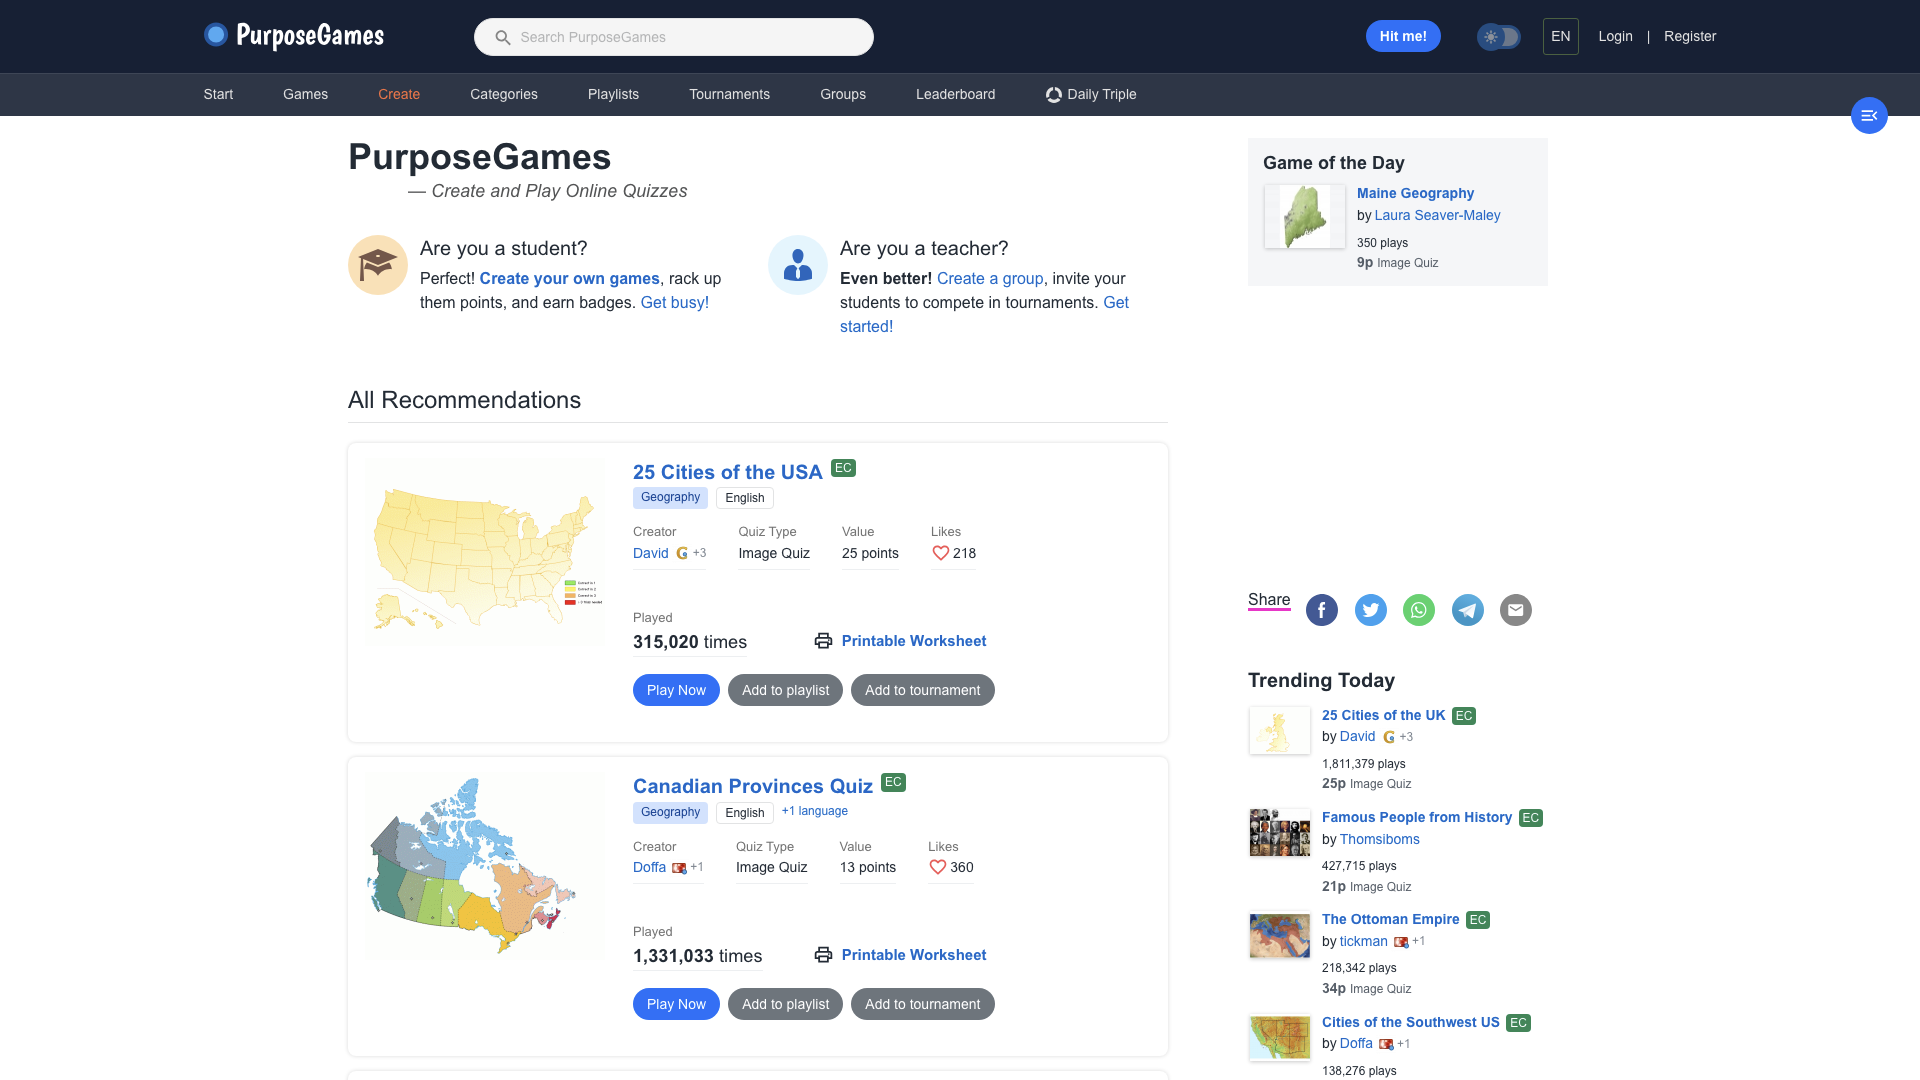 PurposeGames
Search PurposeGames
Hit me!
EN
Login | Register
Start Games Create Categories Playlists Tournaments Groups Leaderboard Daily Triple
PurposeGames
— Create and Play Online Quizzes
Are you a student?
Perfect! Create your own games, rack up
them points, and earn badges. Get busy!
Are you a teacher?
Even better! Create a group, invite your
students to compete in tournaments. Get
started!
All Recommendations
25 Cities of the USA EC
Geography English
Creator Quiz Type Value Likes
David +3 Image Quiz 25 points 218
Played
315,020 times Printable Worksheet
Play Now Add to playlist Add to tournament
Canadian Provinces Quiz EC
Geography English +1 language
Creator Quiz Type Value Likes
Doffa +1 Image Quiz 13 points 360
Played
1,331,033 times Printable Worksheet
Play Now Add to playlist Add to tournament
Game of the Day
Maine Geography
by Laura Seaver-Maley
350 plays
9p Image Quiz
Share
Trending Today
25 Cities of the UK EC
by David +3
1,811,379 plays
25p Image Quiz
Famous People from History EC
by Thomsiboms
427,715 plays
21p Image Quiz
The Ottoman Empire EC
by tickman +1
218,342 plays
34p Image Quiz
Cities of the Southwest US EC
by Doffa +1
138,276 plays